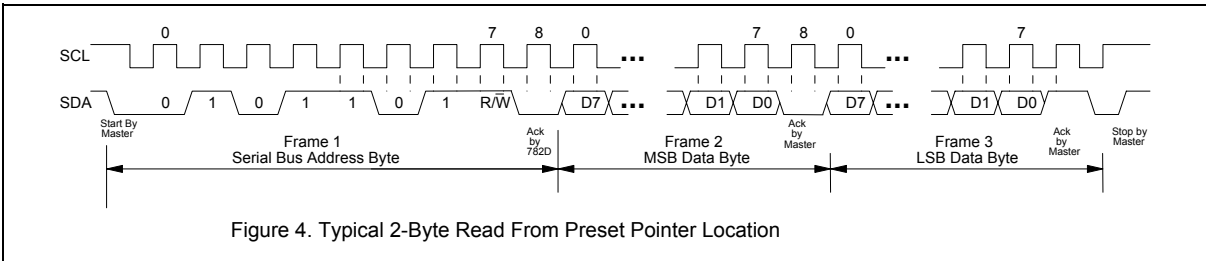 0 7 8 0 7 8 0 7
SCL ... ...
SDA 0 1 0 1 1 0 1 R/W D7 ... D1 D0 D7 ... D1 D0
Start By
Master
Ack
by
782D
Ack
by
Master
Ack
by
Master
Stop by
Master
Frame 1
Serial Bus Address Byte
Frame 2
MSB Data Byte
Frame 3
LSB Data Byte
Figure 4. Typical 2-Byte Read From Preset Pointer Location